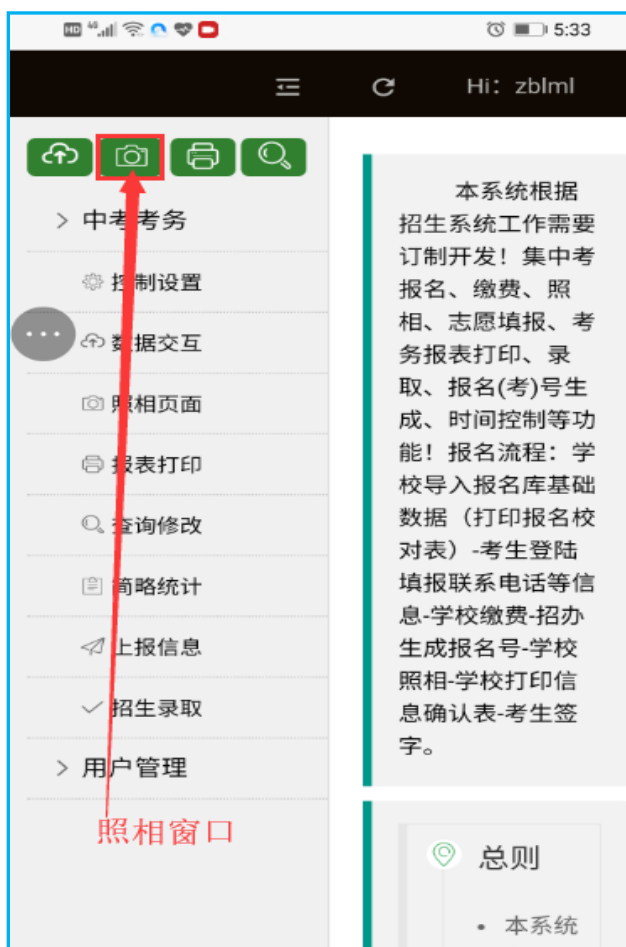 HD 4G 5:33
Hi：zblml
中考考务
控制设置
数据交互
照相页面
报表打印
查询修改
简略统计
上报信息
招生录取
用户管理
照相窗口
本系统根据
招生系统工作需要
订制开发！集中考
报名、缴费、照
相、志愿填报、考
务报表打印、录
取、报名(考)号生
成、时间控制等功
能！报名流程：学
校导入报名库基础
数据（打印报名校
对表）-考生登陆
填报联系电话等信
息-学校缴费-招办
生成报名号-学校
照相-学校打印信
息确认表-考生签
字。
总则
• 本系统